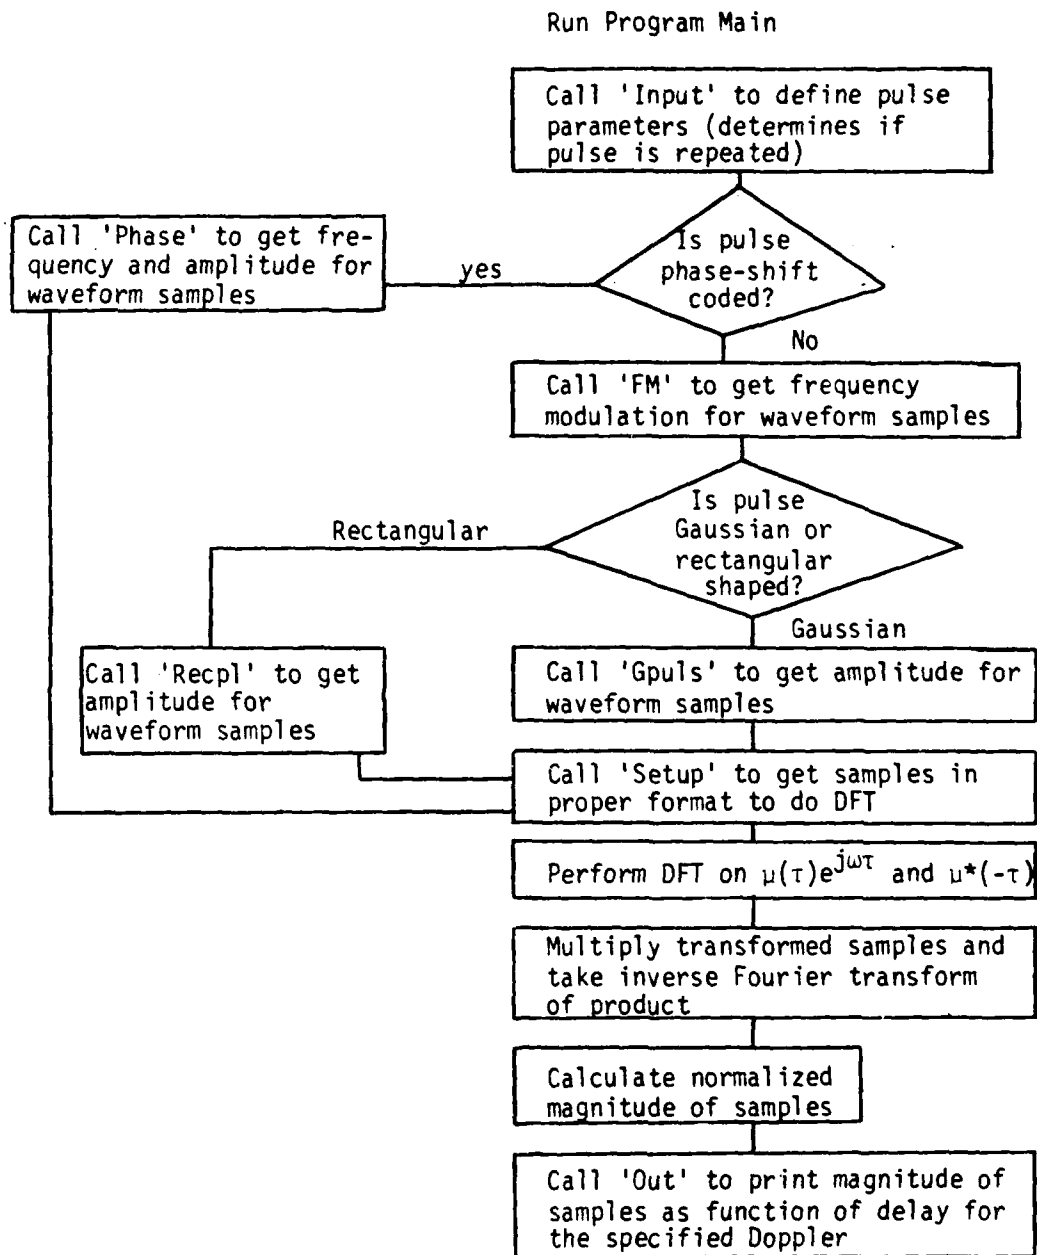 Run Program Main
Call 'Input' to define pulse
parameters (determines if
pulse is repeated)
Is pulse
phase-shift
coded?
yes
Call 'Phase' to get fre-
quency and amplitude for
waveform samples
No
Call 'FM' to get frequency
modulation for waveform samples
Is pulse
Gaussian or
rectangular
shaped?
Rectangular
Gaussian
Call 'Recpl' to get
amplitude for
waveform samples
Call 'Gpuls' to get amplitude for
waveform samples
Call 'Setup' to get samples in
proper format to do DFT
Perform DFT on μ(τ)e^{jωτ} and μ*(-τ)
Multiply transformed samples and
take inverse Fourier transform
of product
Calculate normalized
magnitude of samples
Call 'Out' to print magnitude of
samples as function of delay for
the specified Doppler